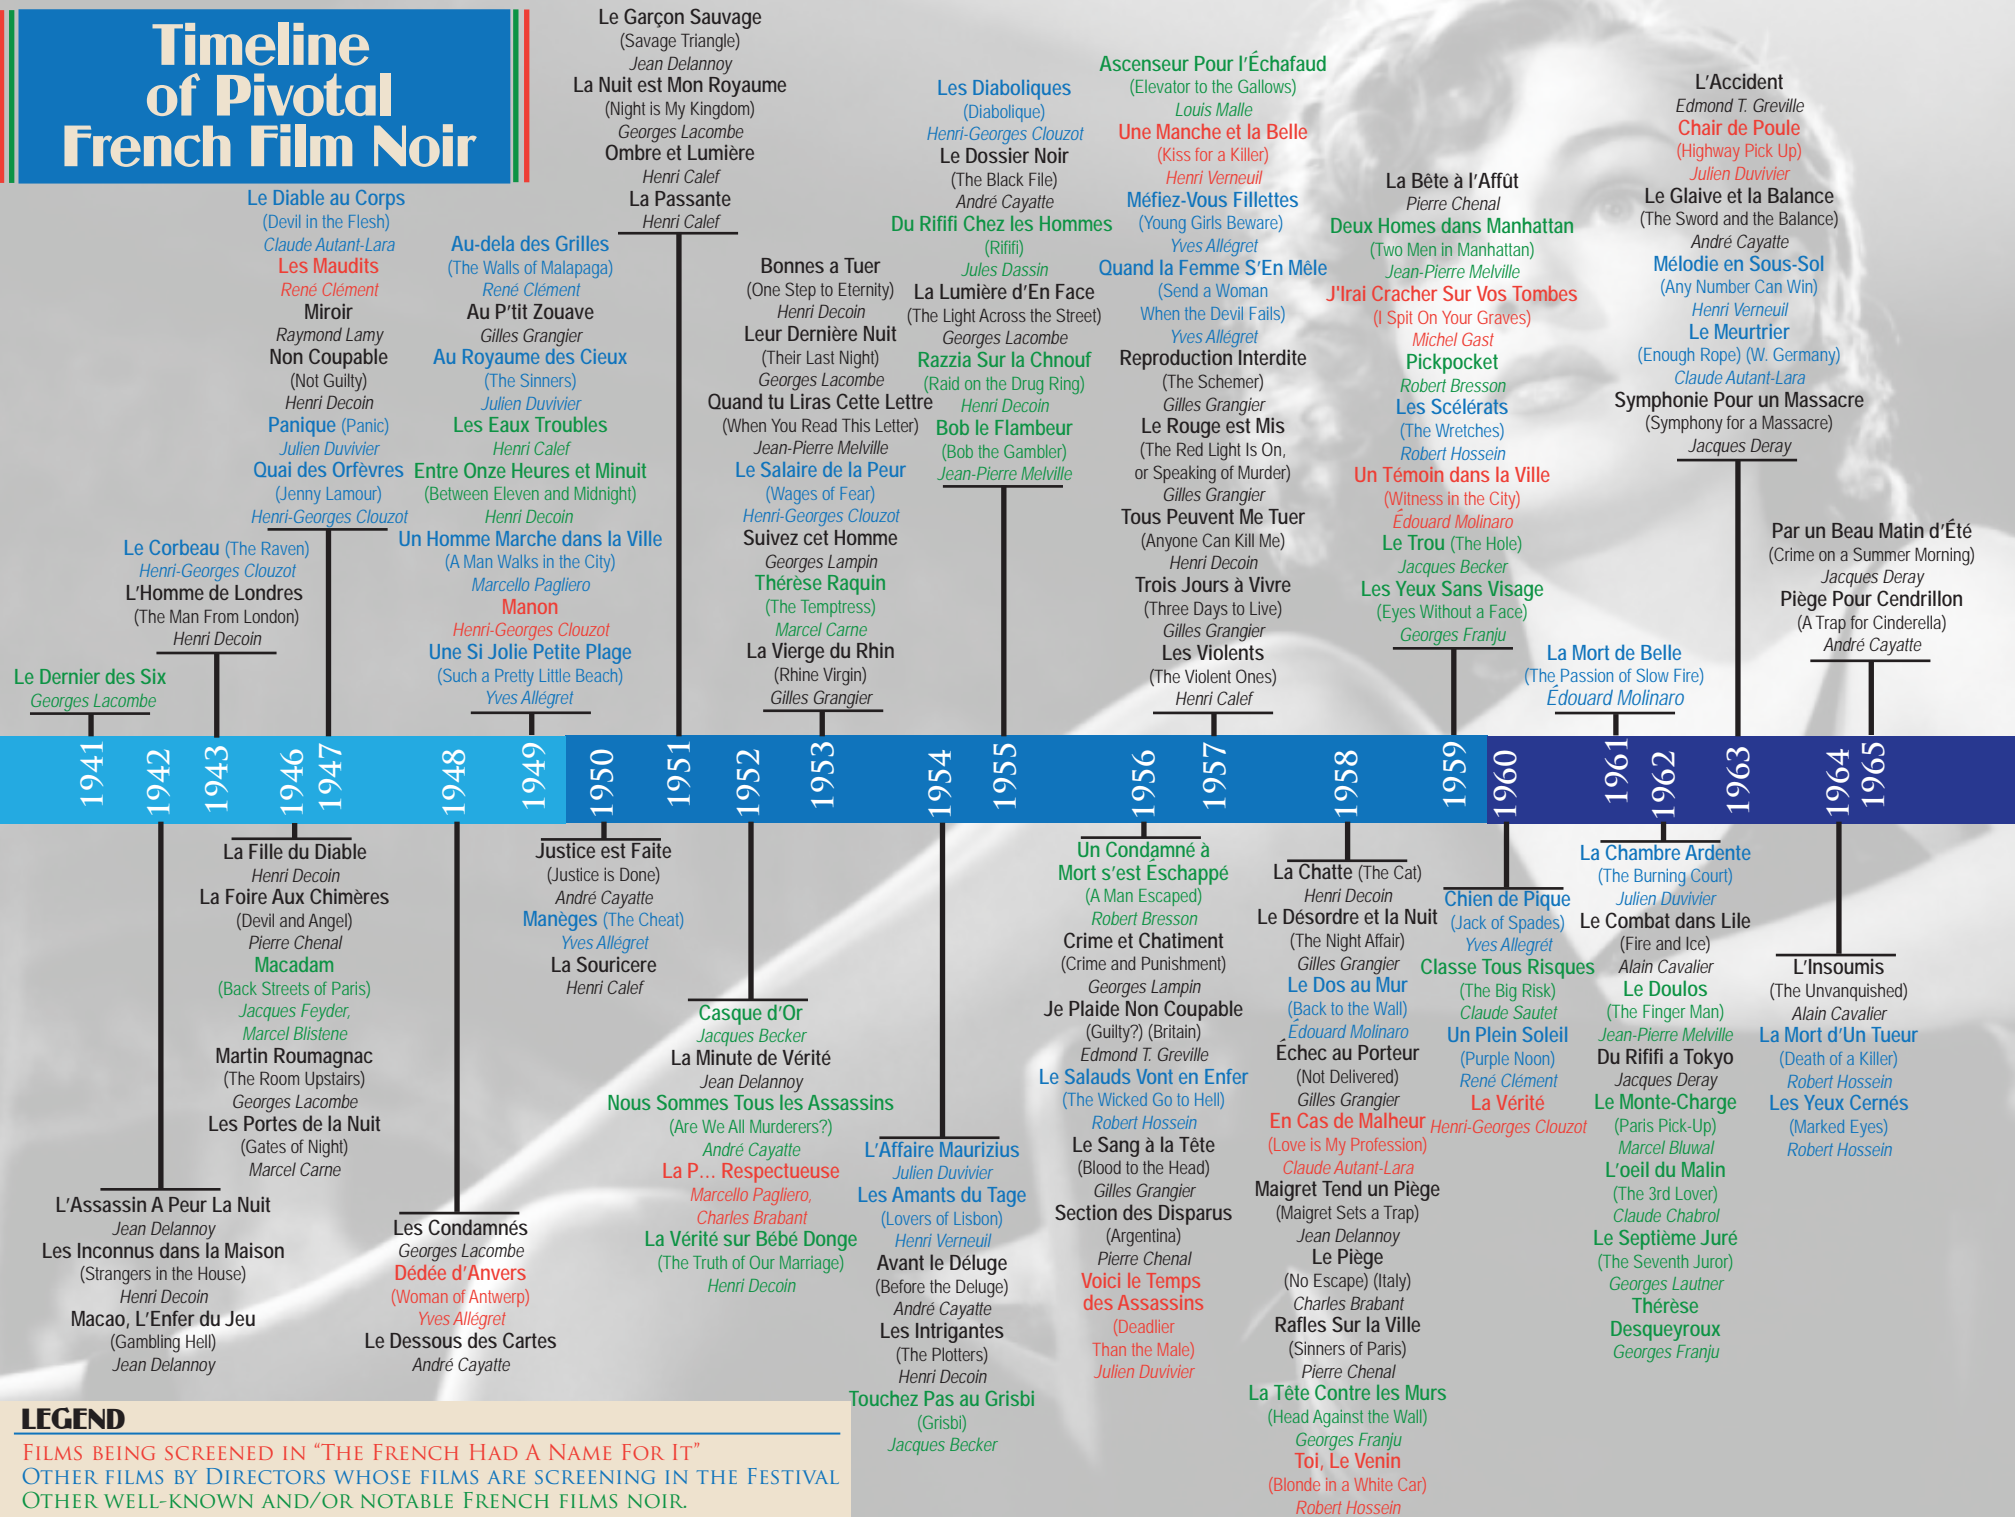 Timeline
of Pivotal
French Film Noir
Le Dernier des Six
Georges Lacombe
1941
L'Assassin A Peur La Nuit
Jean Delannoy
Les Inconnus dans la Maison
(Strangers in the House)
Henri Decoin
Macao, L'Enfer du Jeu
(Gambling Hell)
Jean Delannoy
1942
Le Corbeau (The Raven)
Henri-Georges Clouzot
L'Homme de Londres
(The Man From London)
Henri Decoin
1943
La Fille du Diable
Henri Decoin
La Foire Aux Chimères
(Devil and Angel)
Pierre Chenal
Macadam
(Back Streets of Paris)
Jacques Feyder,
Marcel Blistene
Martin Roumagnac
(The Room Upstairs)
Georges Lacombe
Les Portes de la Nuit
(Gates of Night)
Marcel Carne
1946
Le Diable au Corps
(Devil in the Flesh)
Claude Autant-Lara
Les Maudits
René Clément
Miroir
Raymond Lamy
Non Coupable
(Not Guilty)
Henri Decoin
Panique (Panic)
Julien Duvivier
Quai des Orfèvres
(Jenny Lamour)
Henri-Georges Clouzot
1947
Les Condamnés
Georges Lacombe
Dédée d'Anvers
(Woman of Antwerp)
Yves Allégret
Le Dessous des Cartes
André Cayatte
1948
Au-dela des Grilles
(The Walls of Malapaga)
René Clément
Au P'tit Zouave
Gilles Grangier
Au Royaume des Cieux
(The Sinners)
Julien Duvivier
Les Eaux Troubles
Henri Calef
Entre Onze Heures et Minuit
(Between Eleven and Midnight)
Henri Decoin
Un Homme Marche dans la Ville
(A Man Walks in the City)
Marcello Pagliero
Manon
Henri-Georges Clouzot
Une Si Jolie Petite Plage
(Such a Pretty Little Beach)
Yves Allégret
1949
Justice est Faite
(Justice is Done)
André Cayatte
Manèges (The Cheat)
Yves Allégret
La Souricere
Henri Calef
1950
Le Garçon Sauvage
(Savage Triangle)
Jean Delannoy
La Nuit est Mon Royaume
(Night is My Kingdom)
Georges Lacombe
Ombre et Lumière
Henri Calef
La Passante
Henri Calef
1951
Casque d'Or
Jacques Becker
La Minute de Vérité
Jean Delannoy
Nous Sommes Tous les Assassins
(Are We All Murderers?)
André Cayatte
La P... Respectueuse
Marcello Pagliero,
Charles Brabant
La Vérité sur Bébé Donge
(The Truth of Our Marriage)
Henri Decoin
1952
Bonnes a Tuer
(One Step to Eternity)
Henri Decoin
Leur Dernière Nuit
(Their Last Night)
Georges Lacombe
Quand tu Liras Cette Lettre
(When You Read This Letter)
Jean-Pierre Melville
Le Salaire de la Peur
(Wages of Fear)
Henri-Georges Clouzot
Suivez cet Homme
Georges Lampin
Thérèse Raquin
(The Temptress)
Marcel Carne
La Vierge du Rhin
(Rhine Virgin)
Gilles Grangier
1953
L'Affaire Maurizius
Julien Duvivier
Les Amants du Tage
(Lovers of Lisbon)
Henri Verneuil
Avant le Déluge
(Before the Deluge)
André Cayatte
Les Intrigantes
(The Plotters)
Henri Decoin
Touchez Pas au Grisbi
(Grisbi)
Jacques Becker
1954
Les Diaboliques
(Diabolique)
Henri-Georges Clouzot
Le Dossier Noir
(The Black File)
André Cayatte
Du Rififi Chez les Hommes
(Rififi)
Jules Dassin
La Lumière d'En Face
(The Light Across the Street)
Georges Lacombe
Razzia Sur la Chnouf
(Raid on the Drug Ring)
Henri Decoin
Bob le Flambeur
(Bob the Gambler)
Jean-Pierre Melville
1955
Un Condamné à
Mort s'est Éschappé
(A Man Escaped)
Robert Bresson
Crime et Chatiment
(Crime and Punishment)
Georges Lampin
Je Plaide Non Coupable
(Guilty?) (Britain)
Edmond T. Greville
Le Salauds Vont en Enfer
(The Wicked Go to Hell)
Robert Hossein
Le Sang à la Tête
(Blood to the Head)
Gilles Grangier
Section des Disparus
(Argentina)
Pierre Chenal
Voici le Temps
des Assassins
(Deadlier
Than the Male)
Julien Duvivier
1956
Ascenseur Pour l'Échafaud
(Elevator to the Gallows)
Louis Malle
Une Manche et la Belle
(Kiss for a Killer)
Henri Verneuil
Méfiez-Vous Fillettes
(Young Girls Beware)
Yves Allégret
Quand la Femme S'En Mêle
(Send a Woman
When the Devil Fails)
Yves Allégret
Reproduction Interdite
(The Schemer)
Gilles Grangier
Le Rouge est Mis
(The Red Light Is On,
or Speaking of Murder)
Gilles Grangier
Tous Peuvent Me Tuer
(Anyone Can Kill Me)
Henri Decoin
Trois Jours à Vivre
(Three Days to Live)
Gilles Grangier
Les Violents
(The Violent Ones)
Henri Calef
1957
La Chatte (The Cat)
Henri Decoin
Le Désordre et la Nuit
(The Night Affair)
Gilles Grangier
Le Dos au Mur
(Back to the Wall)
Édouard Molinaro
Échec au Porteur
(Not Delivered)
Gilles Grangier
En Cas de Malheur
(Love is My Profession)
Claude Autant-Lara
Maigret Tend un Piège
(Maigret Sets a Trap)
Jean Delannoy
Le Piège
(No Escape) (Italy)
Charles Brabant
Rafles Sur la Ville
(Sinners of Paris)
Pierre Chenal
La Tête Contre les Murs
(Head Against the Wall)
Georges Franju
Toi, Le Venin
(Blonde in a White Car)
Robert Hossein
1958
La Bête à l'Affût
Pierre Chenal
Deux Homes dans Manhattan
(Two Men in Manhattan)
Jean-Pierre Melville
J'Irai Cracher Sur Vos Tombes
(I Spit On Your Graves)
Michel Gast
Pickpocket
Robert Bresson
Les Scélérats
(The Wretches)
Robert Hossein
Un Témoin dans la Ville
(Witness in the City)
Édouard Molinaro
Le Trou (The Hole)
Jacques Becker
Les Yeux Sans Visage
(Eyes Without a Face)
Georges Franju
1959
Chien de Pique
(Jack of Spades)
Yves Allegrét
Classe Tous Risques
(The Big Risk)
Claude Sautet
Un Plein Soleil
(Purple Noon)
René Clément
La Vérité
Henri-Georges Clouzot
1960
La Mort de Belle
(The Passion of Slow Fire)
Édouard Molinaro
1961
La Chambre Ardente
(The Burning Court)
Julien Duvivier
Le Combat dans Lile
(Fire and Ice)
Alain Cavalier
Le Doulos
(The Finger Man)
Jean-Pierre Melville
Du Rififi a Tokyo
Jacques Deray
Le Monte-Charge
(Paris Pick-Up)
Marcel Bluwal
L'oeil du Malin
(The 3rd Lover)
Claude Chabrol
Le Septième Juré
(The Seventh Juror)
Georges Lautner
Thérèse
Desqueyroux
Georges Franju
1962
L'Accident
Edmond T. Greville
Chair de Poule
(Highway Pick Up)
Julien Duvivier
Le Glaive et la Balance
(The Sword and the Balance)
André Cayatte
Mélodie en Sous-Sol
(Any Number Can Win)
Henri Verneuil
Le Meurtrier
(Enough Rope) (W. Germany)
Claude Autant-Lara
Symphonie Pour un Massacre
(Symphony for a Massacre)
Jacques Deray
1963
L'Insoumis
(The Unvanquished)
Alain Cavalier
La Mort d'Un Tueur
(Death of a Killer)
Robert Hossein
Les Yeux Cernés
(Marked Eyes)
Robert Hossein
1964
Par un Beau Matin d'Été
(Crime on a Summer Morning)
Jacques Deray
Piège Pour Cendrillon
(A Trap for Cinderella)
André Cayatte
1965
LEGEND
Films being screened in “The French Had A Name For It”
Other films by Directors whose films are screening in the Festival
Other well-known and/or notable French films noir.